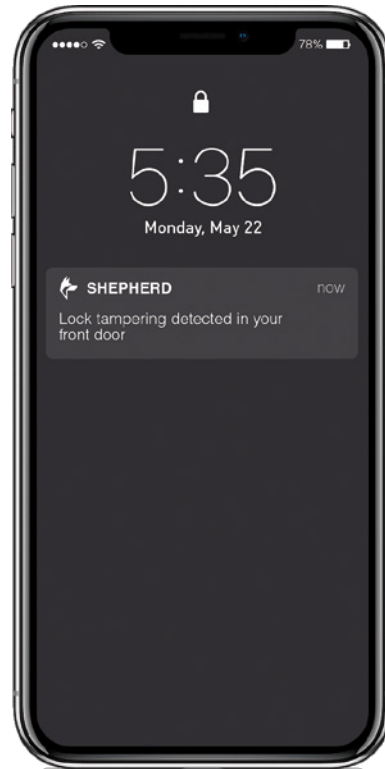 78%
5:35
Monday, May 22
SHEPHERD now
Lock tampering detected in your
front door